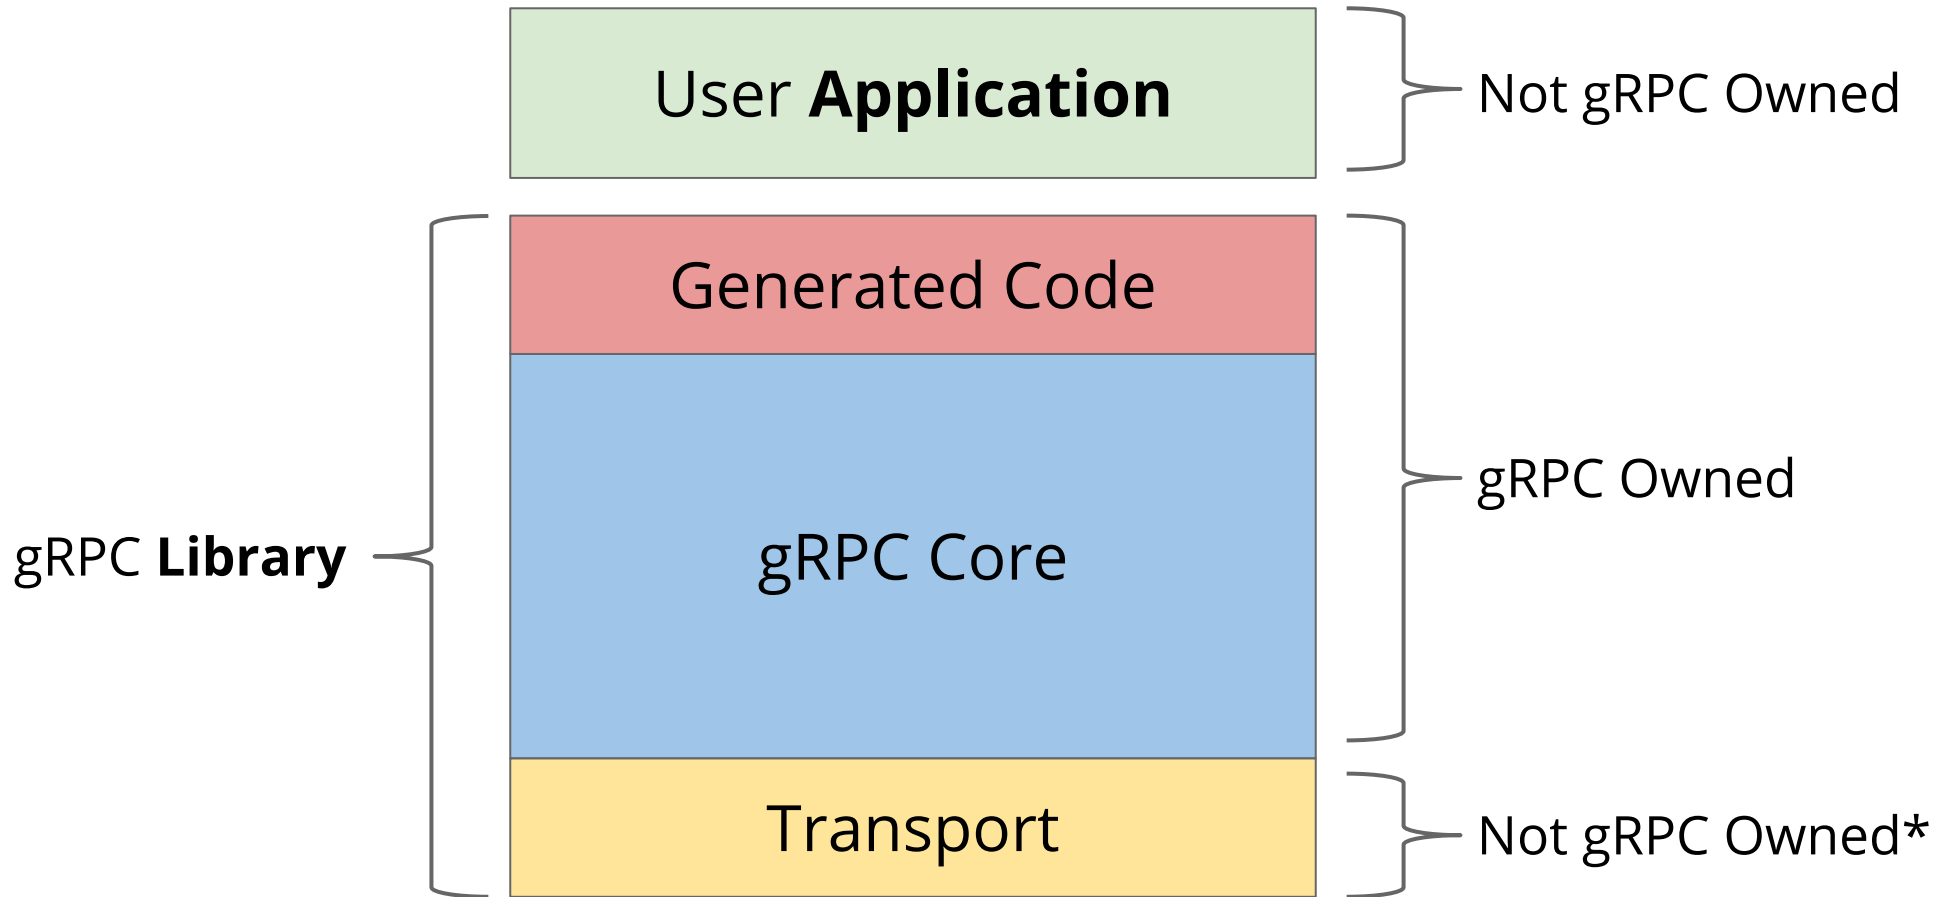 User Application
Not gRPC Owned
Generated Code
gRPC Owned
gRPC Library
gRPC Core
Transport
Not gRPC Owned*